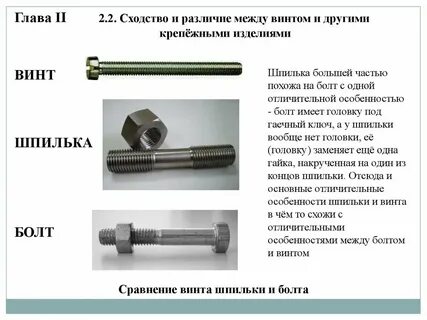 Глава II
2.2. Сходство и различие между винтом и другими
крепёжными изделиями
ВИНТ
ШПИЛЬКА
БОЛТ
Шпилька большей частью
похожа на болт с одной
отличительной особенностью
- болт имеет головку под
гаечный ключ, а у шпильки
вообще нет головки, её
(головку) заменяет ещё одна
гайка, накрученная на один из
концов шпильки. Отсюда и
основные отличительные
особенности шпильки и винта
в чём то схожи с
отличительными
особенностями между болтом
и винтом
Сравнение винта шпильки и болта